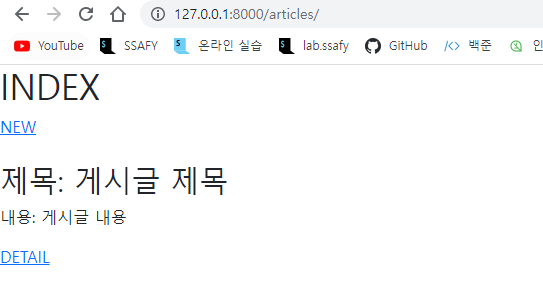 127.0.0.1:8000/articles/
YouTube SSAFY 온라인 실습 lab.ssafy GitHub 백준 인
INDEX
NEW
제목: 게시글 제목
내용: 게시글 내용
DETAIL